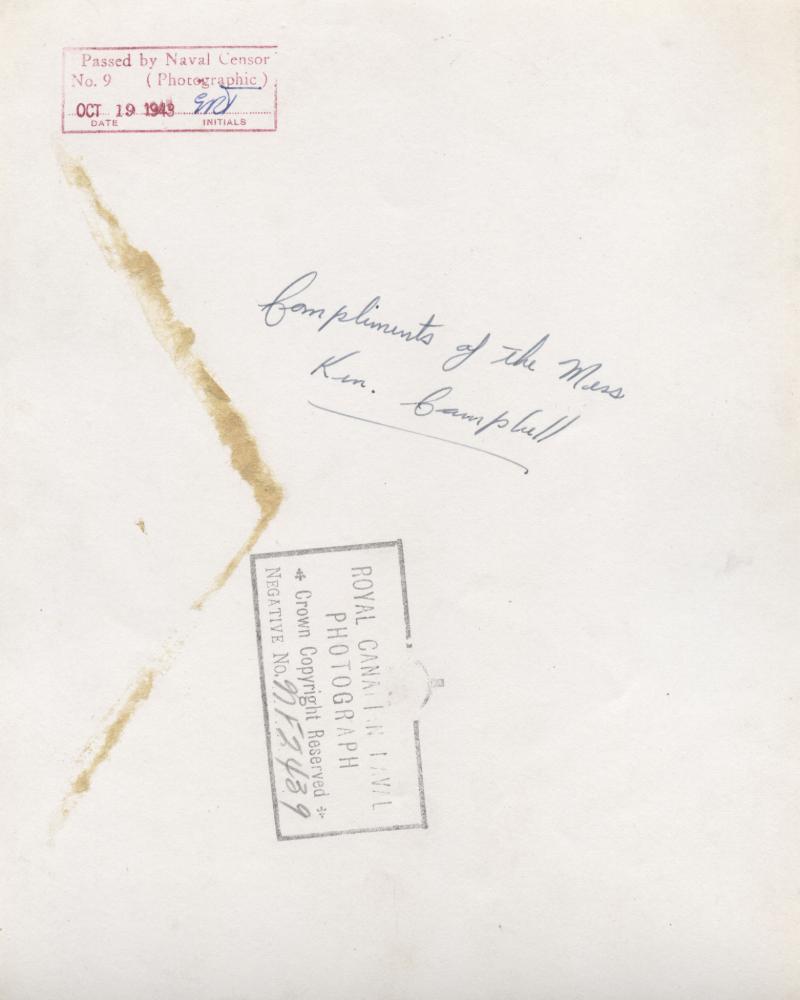 Passed by Naval Censor
No. 9 (Photographic)
OCT 19 1943
DATE INITIALS
Compliments of the Mess
Ken. Campbell
ROYAL CANADIAN NAVAL
PHOTOGRAPH
Crown Copyright Reserved
NEGATIVE No.